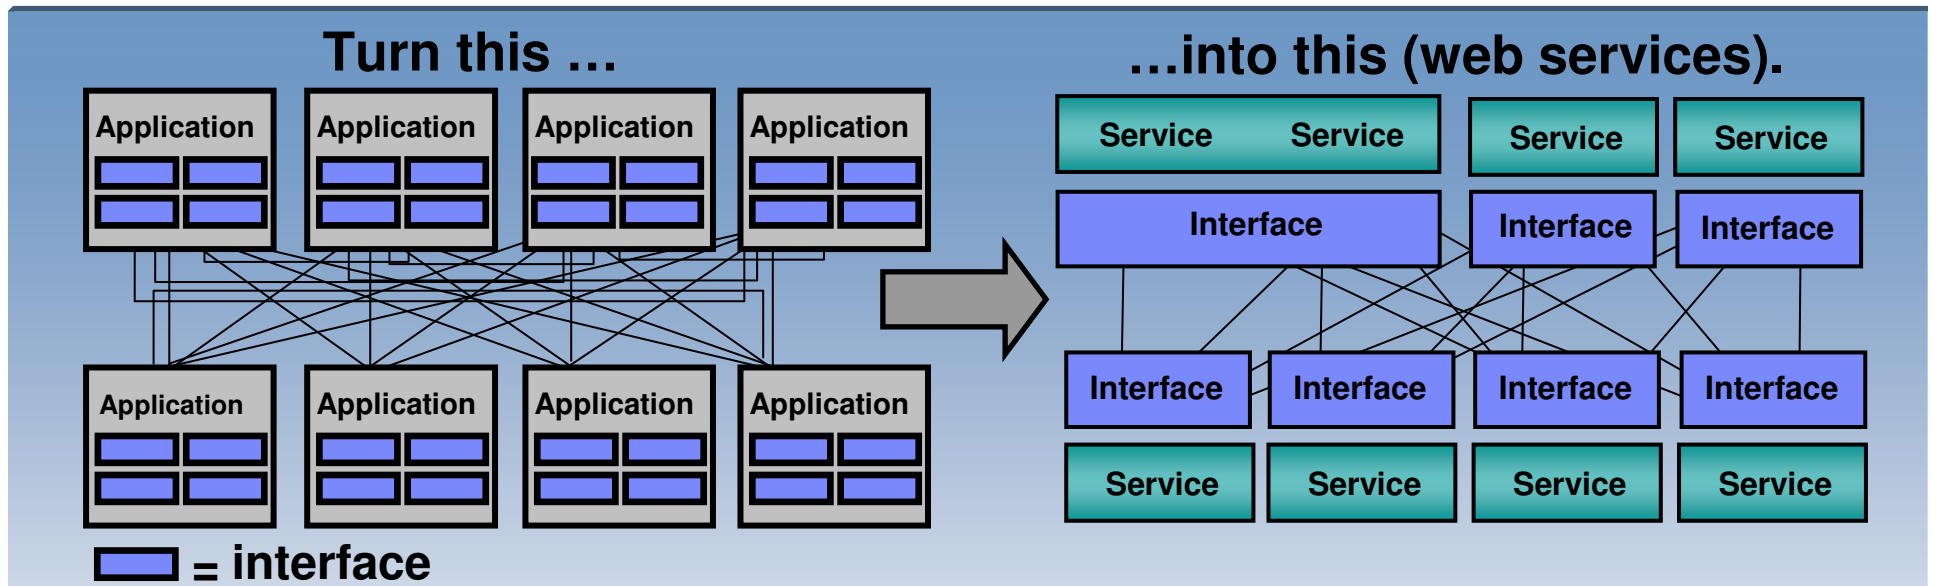 Turn this ...
...into this (web services).
Application Application Application Application
Service Service Service Service
Interface Interface Interface
Application Application Application Application
Interface Interface Interface Interface
Service Service Service Service
= interface